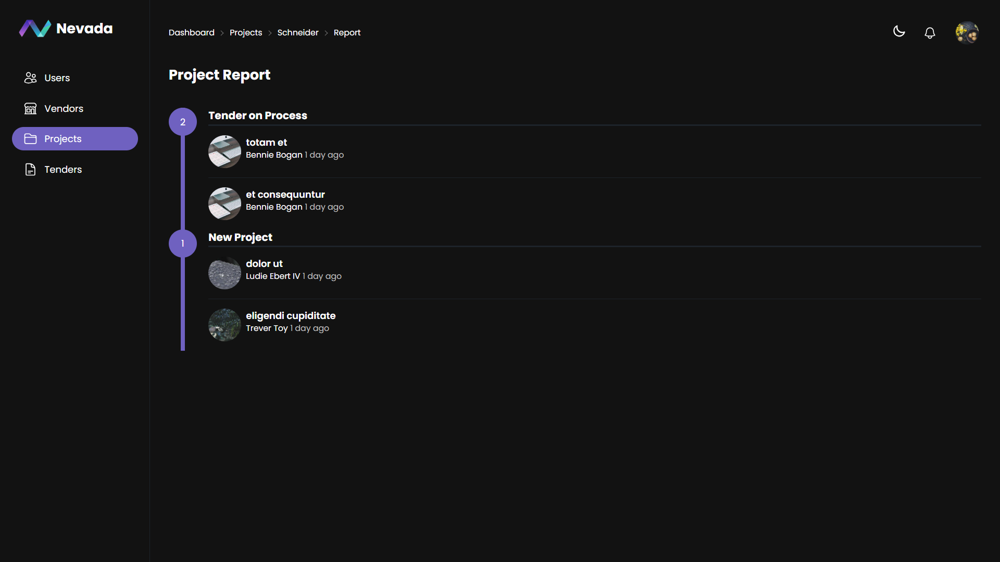 Nevada
Dashboard Projects Schneider Report
Users
Vendors
Projects
Tenders
Project Report
2
Tender on Process
totam et
Bennie Bogan 1 day ago
et consequuntur
Bennie Bogan 1 day ago
1
New Project
dolor ut
Ludie Ebert IV 1 day ago
eligendi cupiditate
Trever Toy 1 day ago